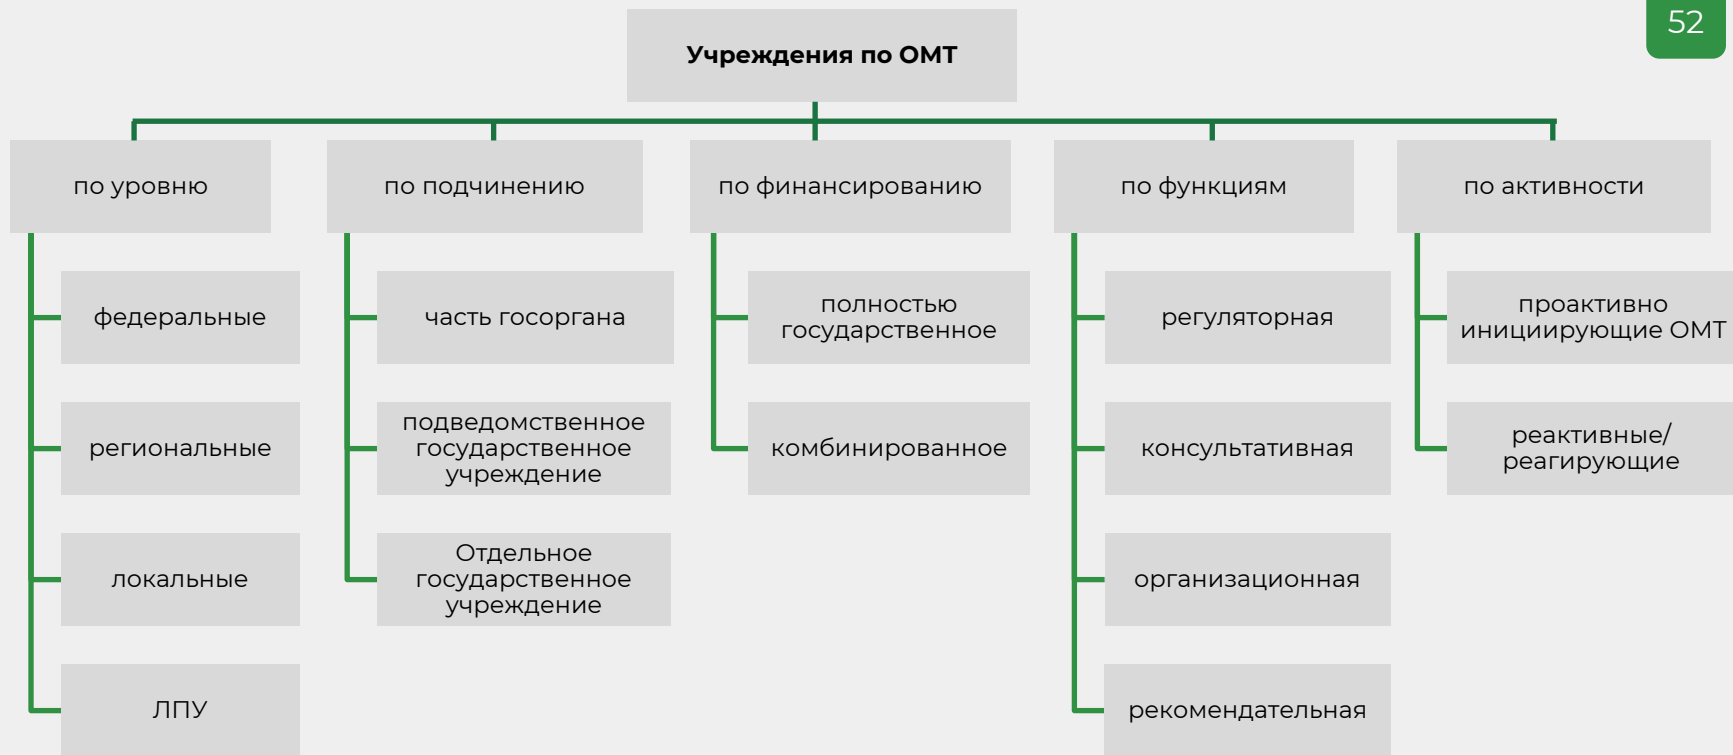 52
Учреждения по ОМТ
по уровню
федеральные
региональные
локальные
ЛПУ
по подчинению
часть госоргана
подведомственное
государственное
учреждение
Отдельное
государственное
учреждение
по финансированию
полностью
государственное
комбинированное
по функциям
регуляторная
консультативная
организационная
рекомендательная
по активности
проактивно
инициирующие ОМТ
реактивные/
реагирующие